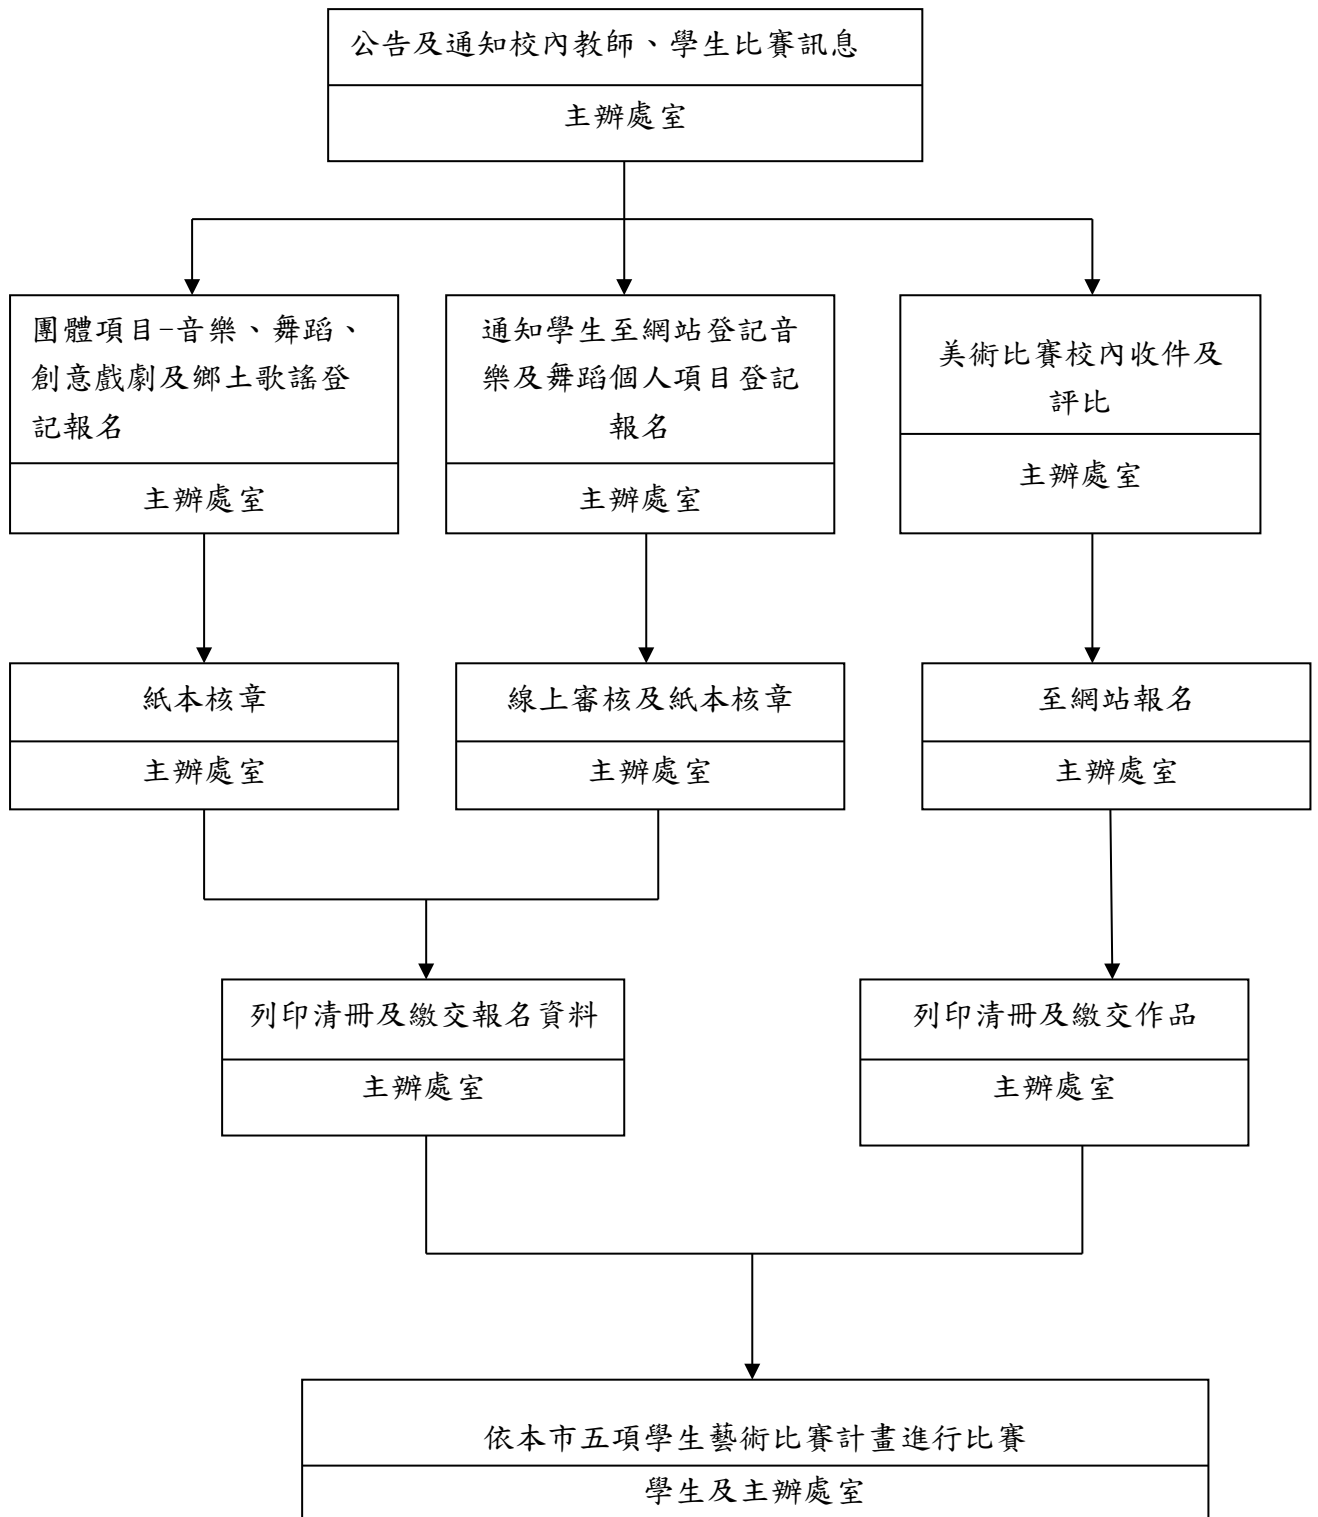 公告及通知校內教師、學生比賽訊息
主辦處室
團體項目-音樂、舞蹈、
創意戲劇及鄉土歌謠登
記報名
主辦處室
通知學生至網站登記音
樂及舞蹈個人項目登記
報名
主辦處室
美術比賽校內收件及
評比
主辦處室
紙本核章
主辦處室
線上審核及紙本核章
主辦處室
至網站報名
主辦處室
列印清冊及繳交報名資料
主辦處室
列印清冊及繳交作品
主辦處室
依本市五項學生藝術比賽計畫進行比賽
學生及主辦處室